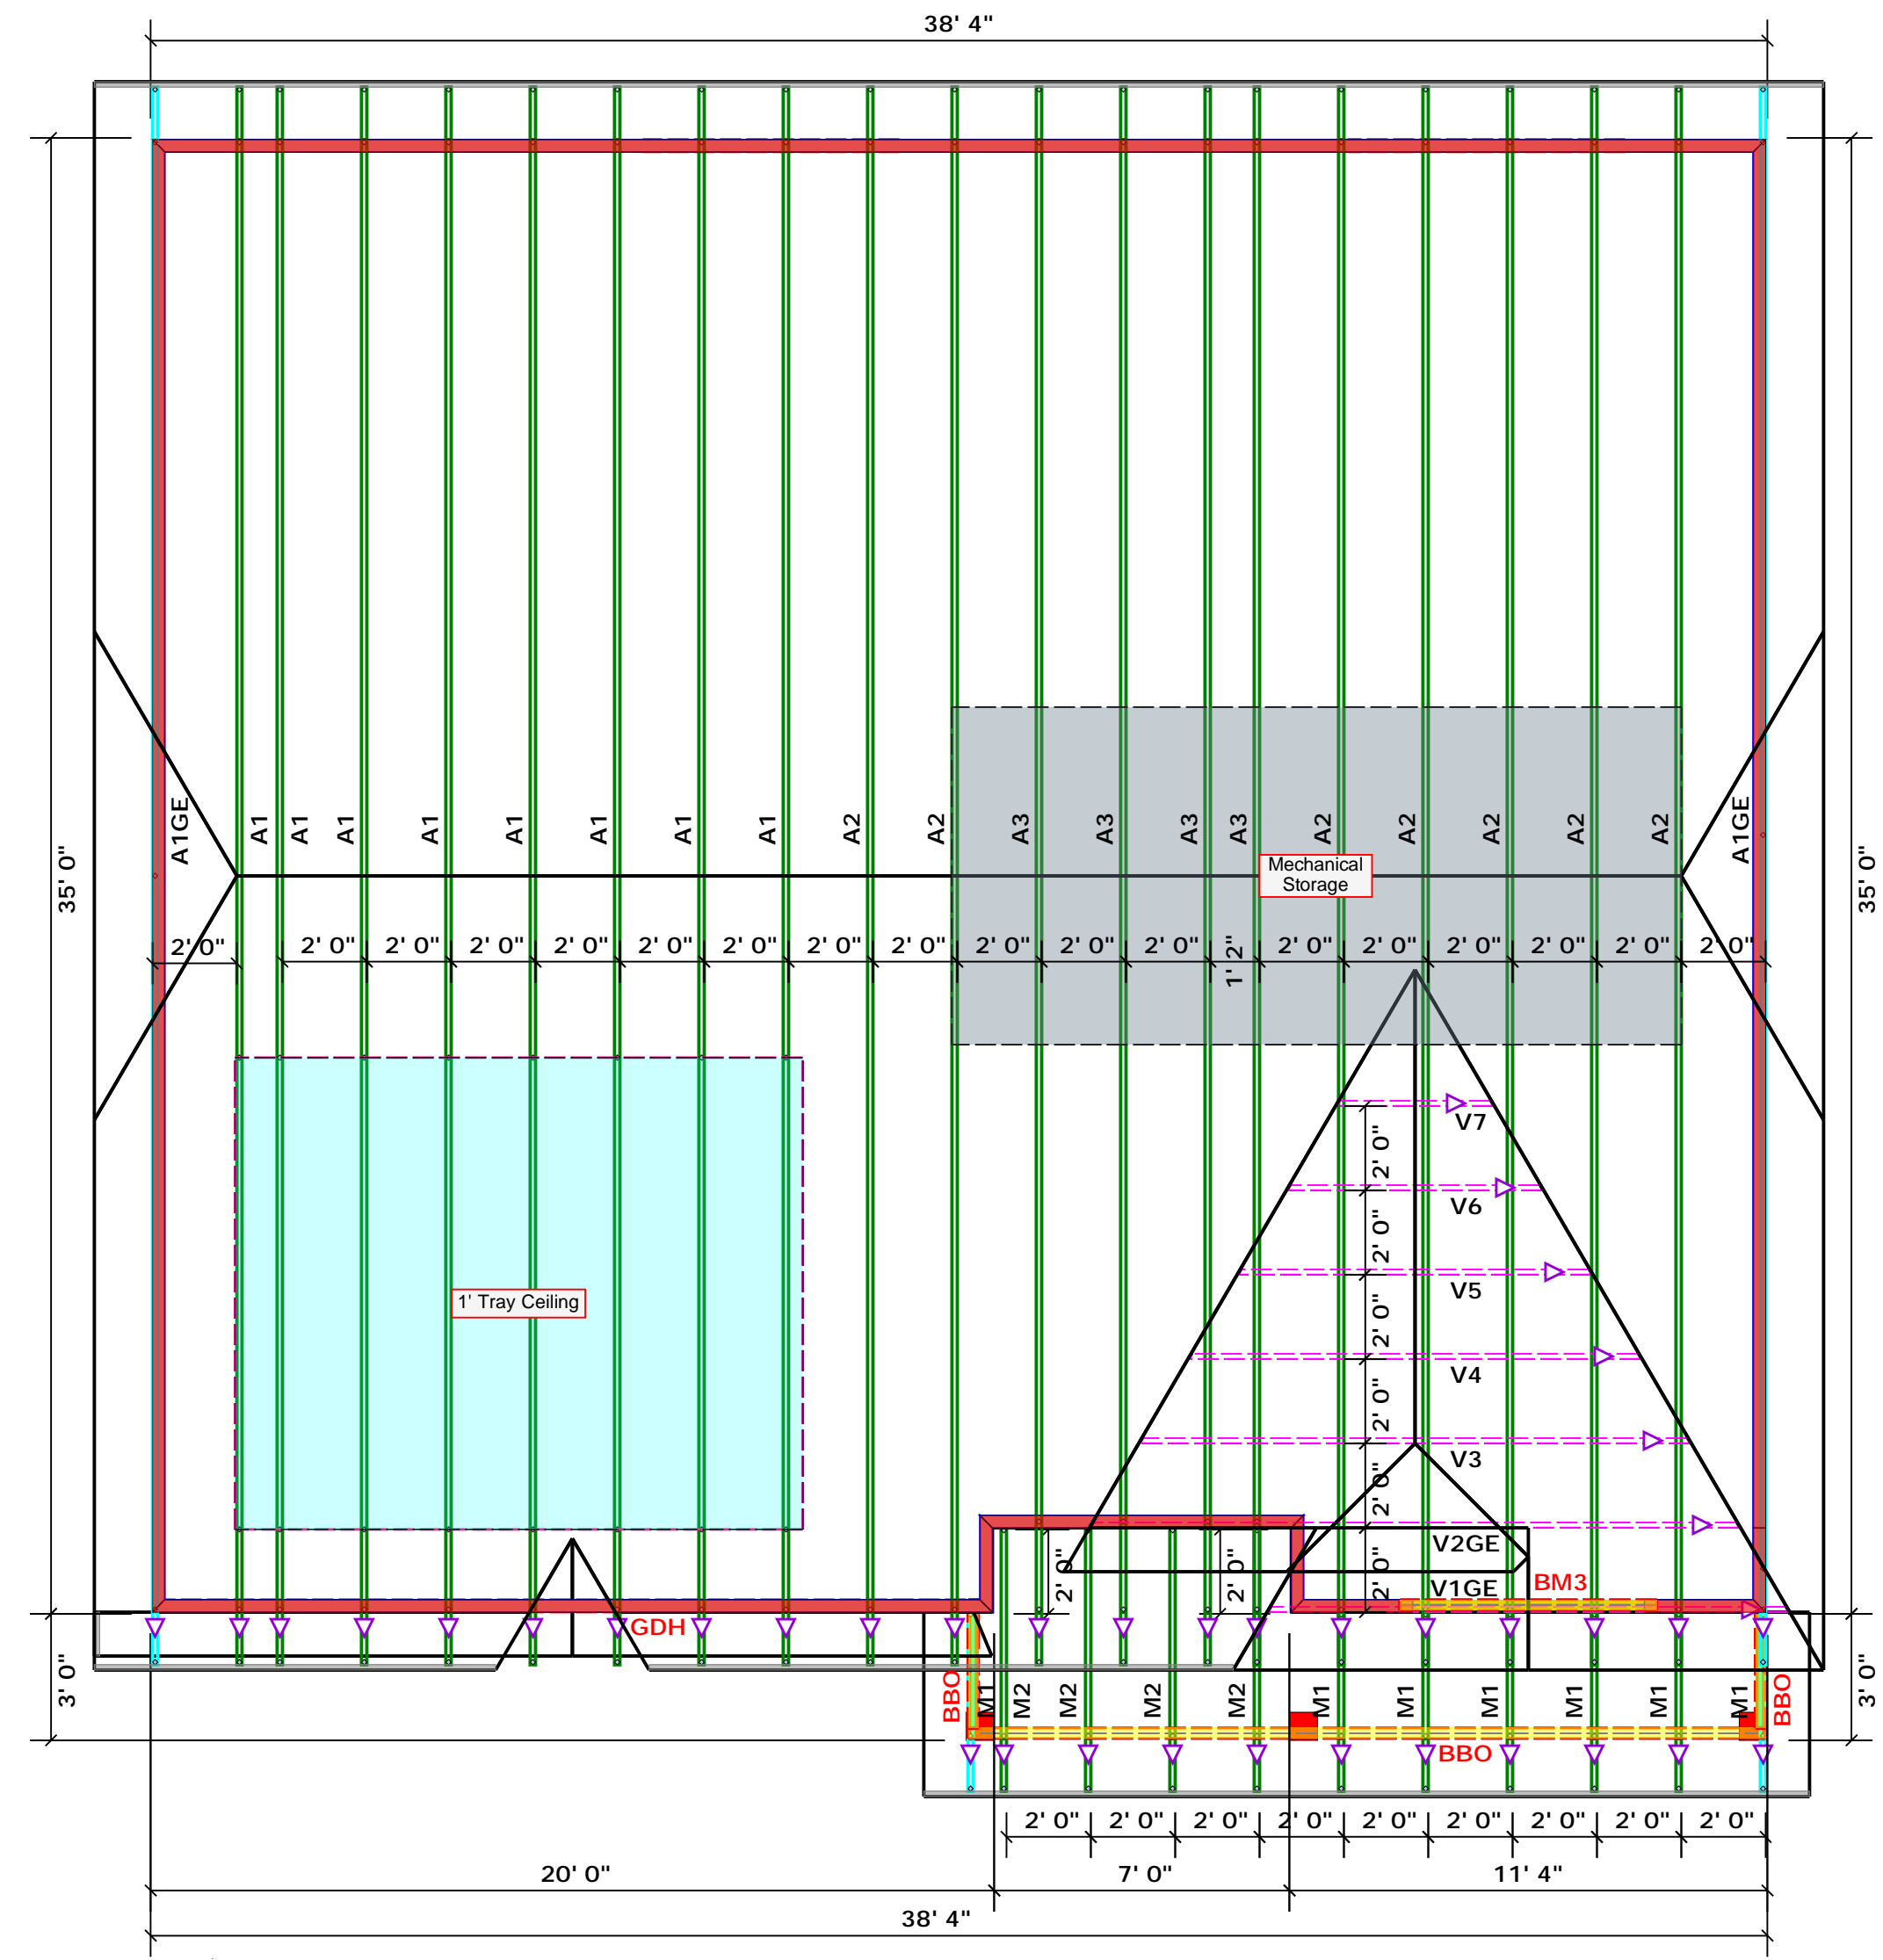 38' 4"
A1GE
A1
A1
A1
A1
A1
A1
A1
A1
A2
A2
A3
A3
A3
A3
A2
A2
A2
A2
A2
A1GE
Mechanical
Storage
35' 0"
35' 0"
2' 0"
2' 0"
2' 0"
2' 0"
2' 0"
2' 0"
2' 0"
2' 0"
2' 0"
2' 0"
2' 0"
2' 0"
1' 2"
2' 0"
2' 0"
2' 0"
2' 0"
2' 0"
2' 0"
V7
2' 0"
V6
2' 0"
V5
1' Tray Ceiling
2' 0"
V4
2' 0"
V3
2' 0"
V2GE
2' 0"
2' 0"
2' 0"
V1GE
BM3
GDH
3' 0"
3' 0"
BBO
M1
M2
M2
M2
M2
M1
M1
M1
M1
M1
M1
BBO
BBO
2' 0"
2' 0"
2' 0"
2' 0"
2' 0"
2' 0"
2' 0"
2' 0"
2' 0"
20' 0"
7' 0"
11' 4"
38' 4"